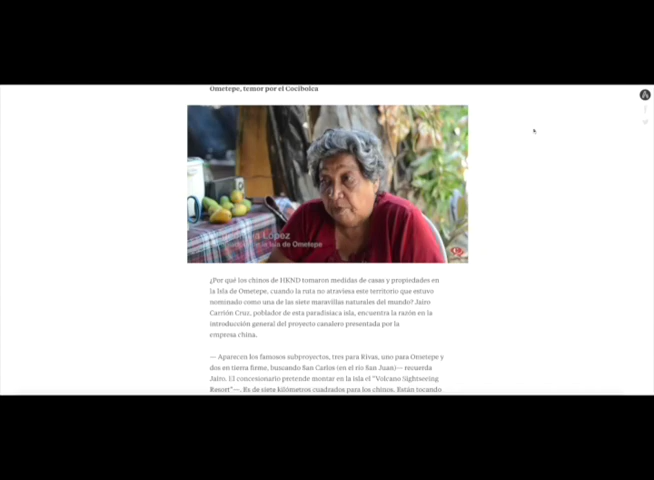 Ometepe, temor por el Cocibolca
López
Isla de Ometepe
¿Por qué los chinos de HKND tomaron medidas de casas y propiedades en
la Isla de Ometepe, cuando la ruta no atraviesa este territorio que estuvo
nominado como una de las siete maravillas naturales del mundo? Jairo
Carrión Cruz, poblador de esta paradisíaca isla, encuentra la razón en la
introducción general del proyecto canalero presentada por la
empresa china.
— Aparecen los famosos subproyectos, tres para Rivas, uno para Ometepe y
dos en tierra firme, buscando San Carlos (en el río San Juan)— recuerda
Jairo. El concesionario pretende montar en la isla el "Volcano Sightseeing
Resort"—. Es de siete kilómetros cuadrados para los chinos. Están tocando